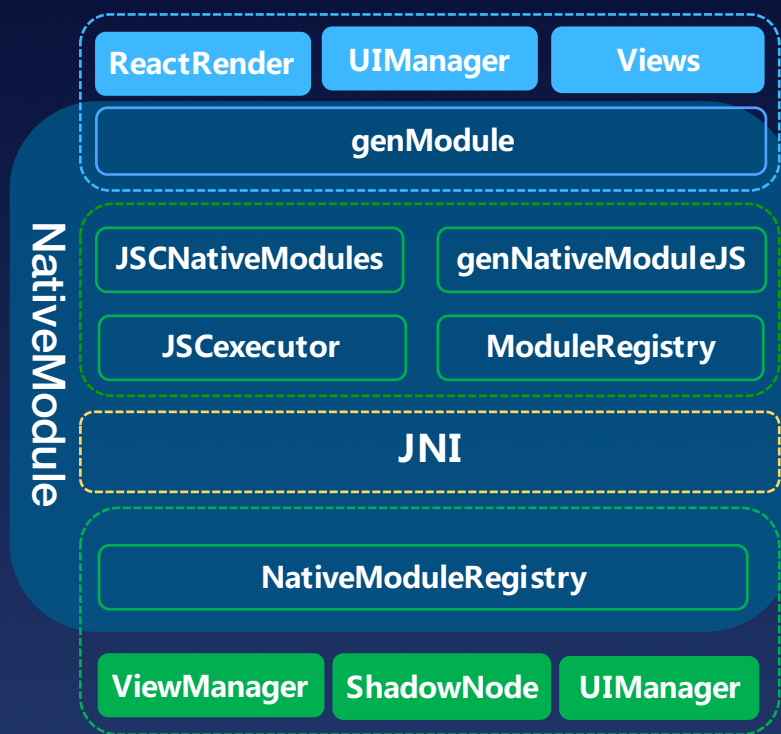 ReactRender
UIManager
Views
genModule
NativeModule
JSCNativeModules
genNativeModuleJS
JSCexecutor
ModuleRegistry
JNI
NativeModuleRegistry
ViewManager
ShadowNode
UIManager